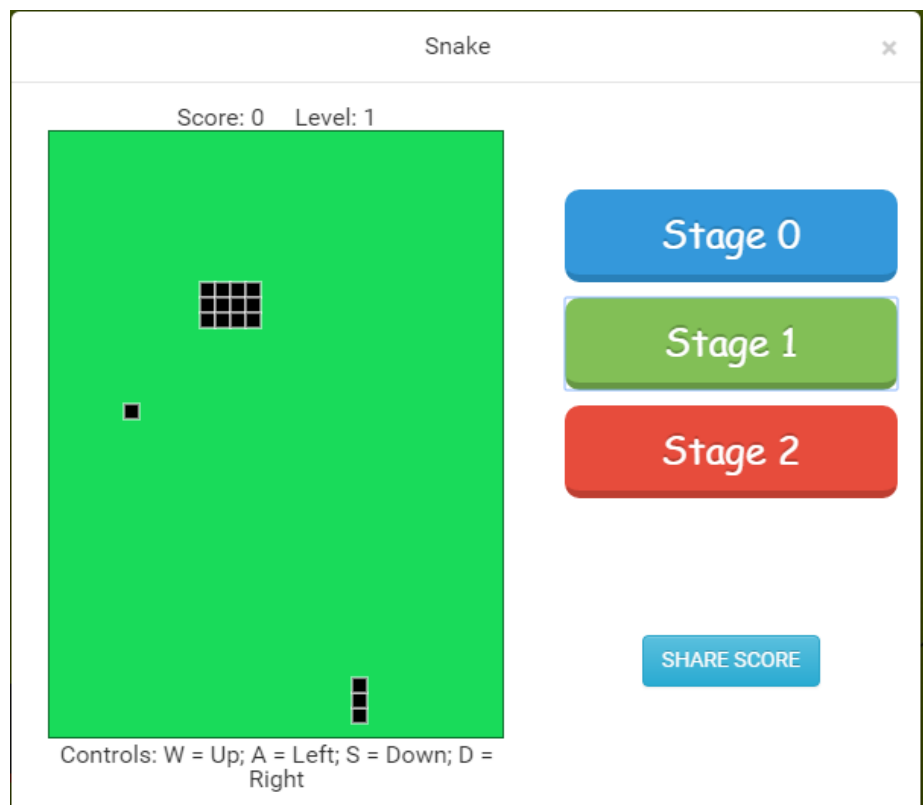 Snake
×
Score: 0 Level: 1
Stage 0
Stage 1
Stage 2
SHARE SCORE
Controls: W = Up; A = Left; S = Down; D =
Right